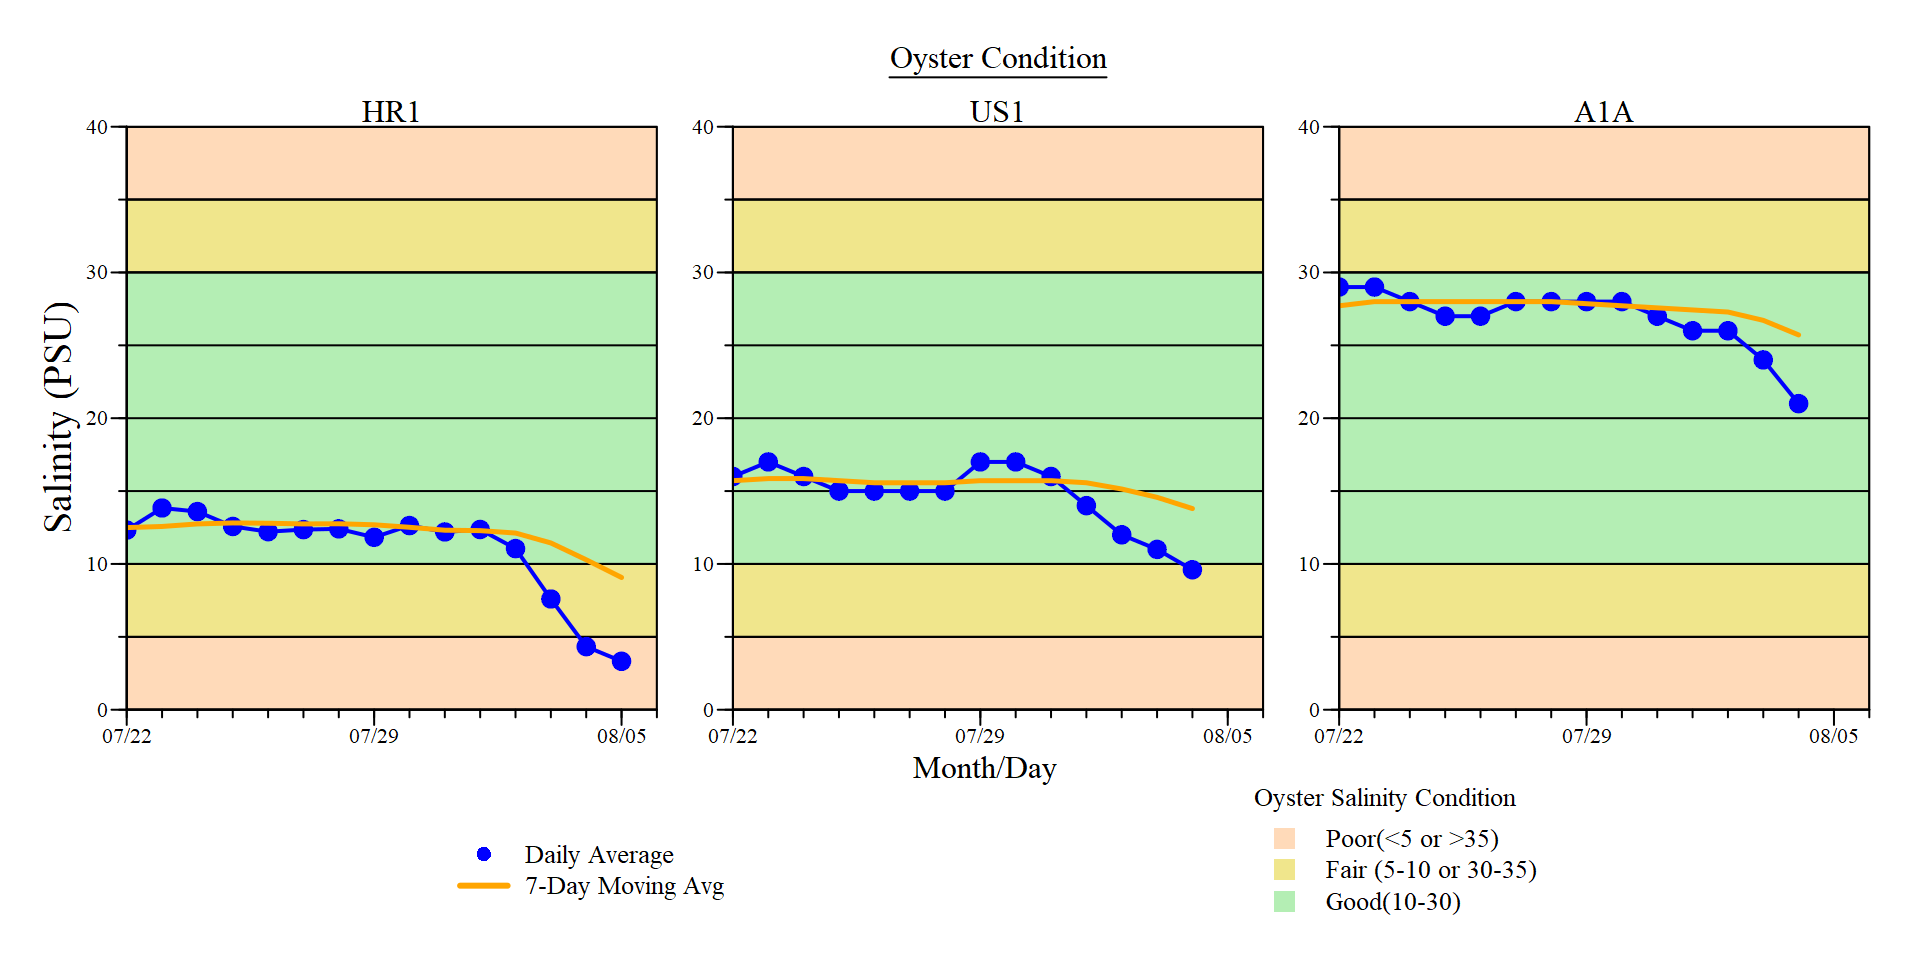 Oyster Condition
HR1
US1
A1A
Salinity (PSU)
40
30
20
10
0
40
30
20
10
0
40
30
20
10
0
07/22
07/29
08/05
07/22
07/29
08/05
07/22
07/29
08/05
Month/Day
Daily Average
7-Day Moving Avg
Oyster Salinity Condition
Poor(<5 or >35)
Fair (5-10 or 30-35)
Good(10-30)